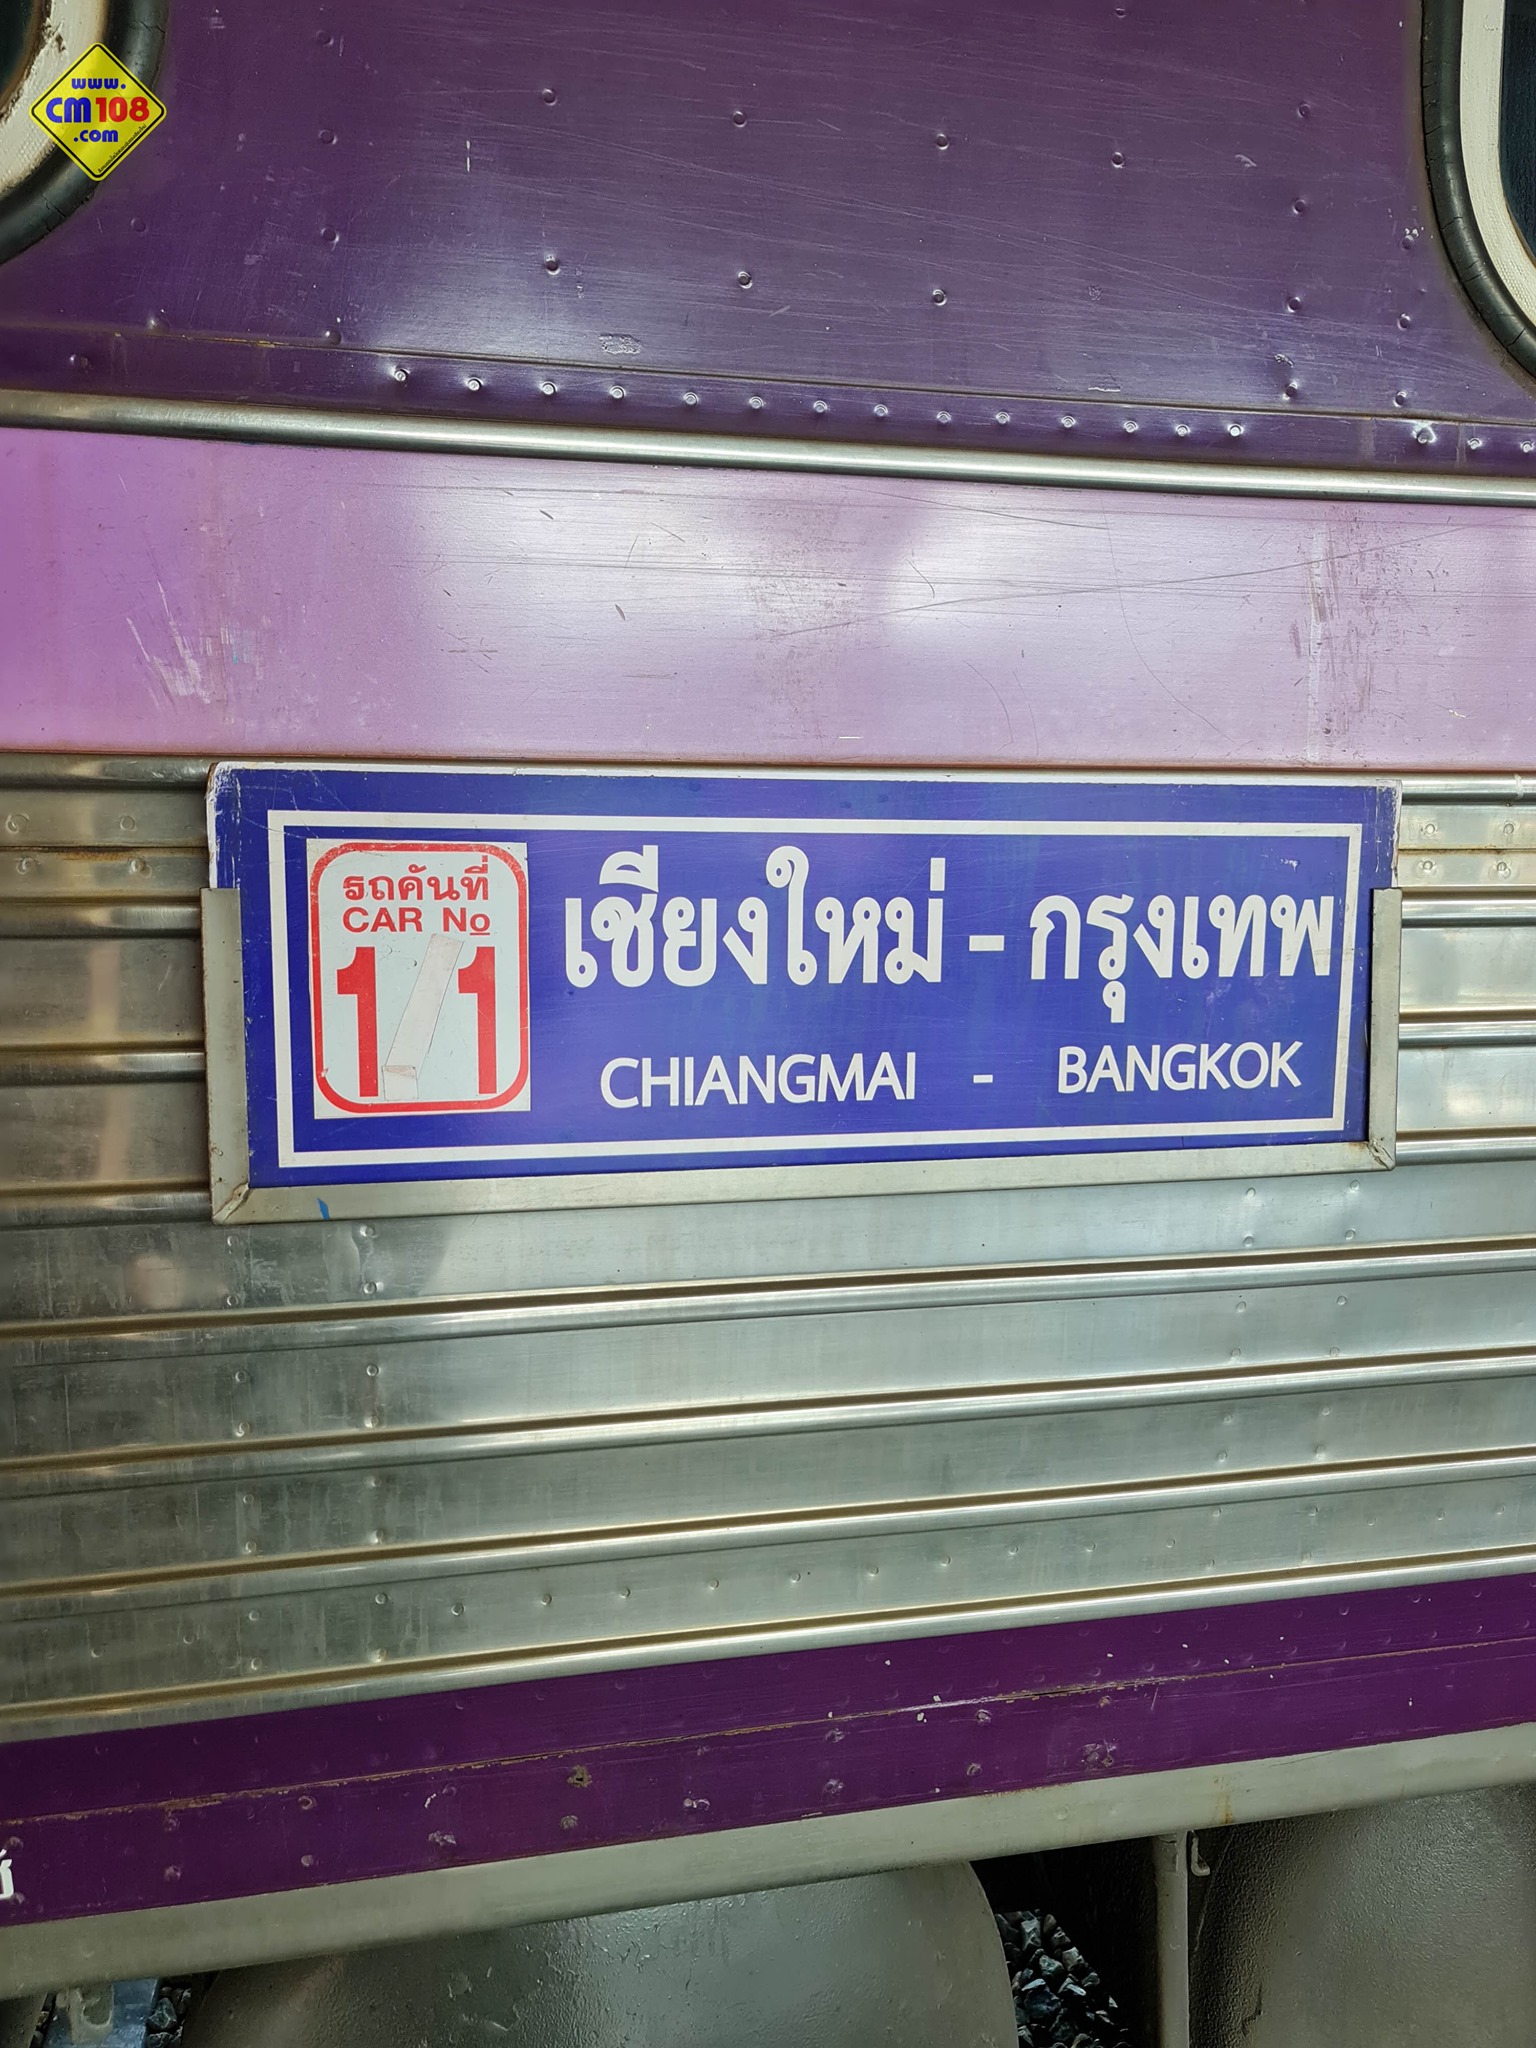 www.
CM108
.com
รถคันที่
CAR No
11
เชียงใหม่ - กรุงเทพ
CHIANGMAI - BANGKOK